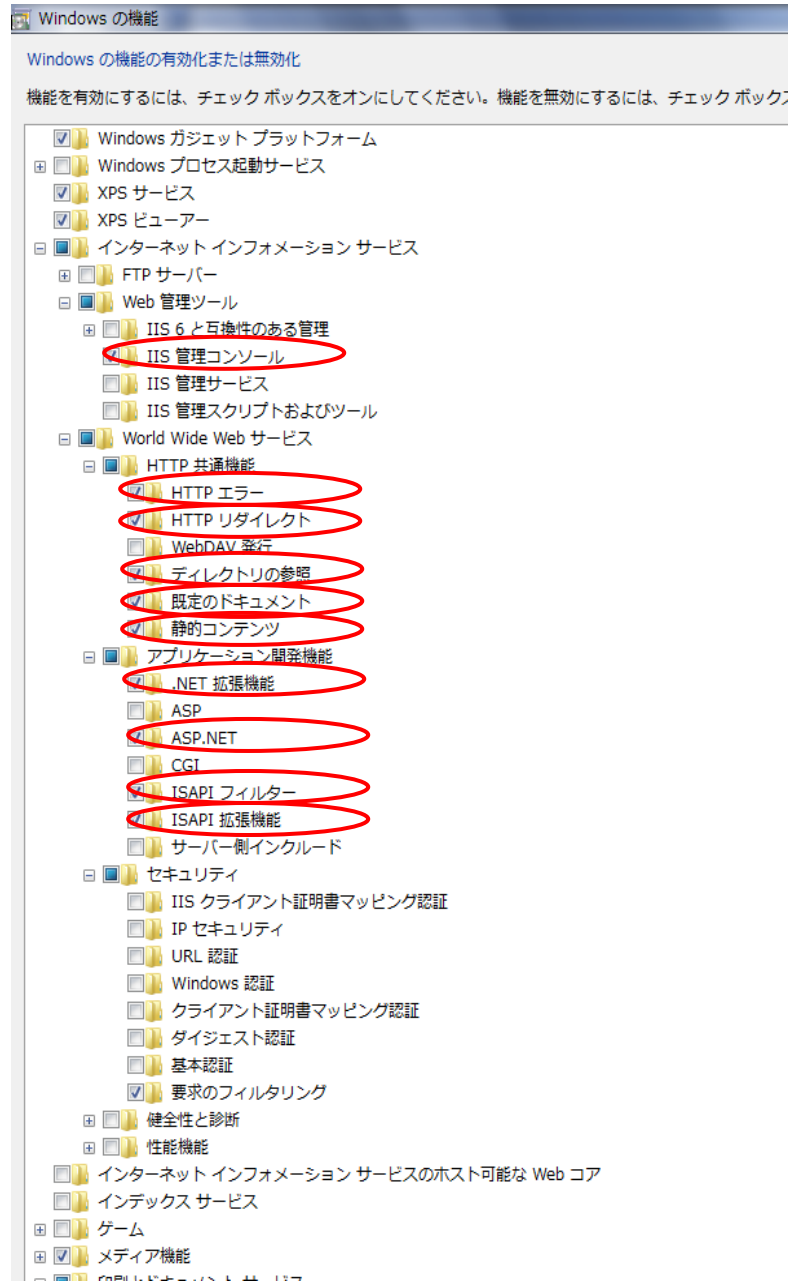 Windows の機能
Windows の機能の有効化または無効化
機能を有効にするには、チェック ボックスをオンにしてください。機能を無効にするには、チェック ボックス
Windows ガジェット プラットフォーム
Windows プロセス起動サービス
XPS サービス
XPS ビューアー
インターネット インフォメーション サービス
FTP サーバー
Web 管理ツール
IIS 6 と互換性のある管理
IIS 管理コンソール
IIS 管理サービス
IIS 管理スクリプトおよびツール
World Wide Web サービス
HTTP 共通機能
HTTP エラー
HTTP リダイレクト
WebDAV 発行
ディレクトリの参照
既定のドキュメント
静的コンテンツ
アプリケーション開発機能
.NET 拡張機能
ASP
ASP.NET
CGI
ISAPI フィルター
ISAPI 拡張機能
サーバー側インクルード
セキュリティ
IIS クライアント証明書マッピング認証
IP セキュリティ
URL 認証
Windows 認証
クライアント証明書マッピング認証
ダイジェスト認証
基本認証
要求のフィルタリング
健全性と診断
性能機能
インターネット インフォメーション サービスのホスト可能な Web コア
インデックス サービス
ゲーム
メディア機能
印刷とドキュメント サービス